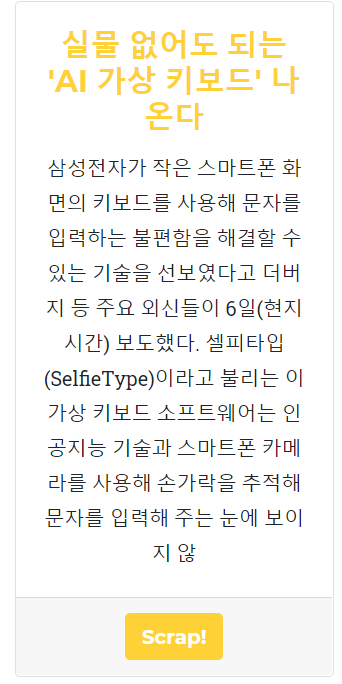 실물 없어도 되는
'AI 가상 키보드' 나
온다
삼성전자가 작은 스마트폰 화
면의 키보드를 사용해 문자를
입력하는 불편함을 해결할 수
있는 기술을 선보였다고 더버
지 등 주요 외신들이 6일(현지
시간) 보도했다. 셀피타입
(SelfieType)이라고 불리는 이
가상 키보드 소프트웨어는 인
공지능 기술과 스마트폰 카메
라를 사용해 손가락을 추적해
문자를 입력해 주는 눈에 보이
지 않
Scrap!